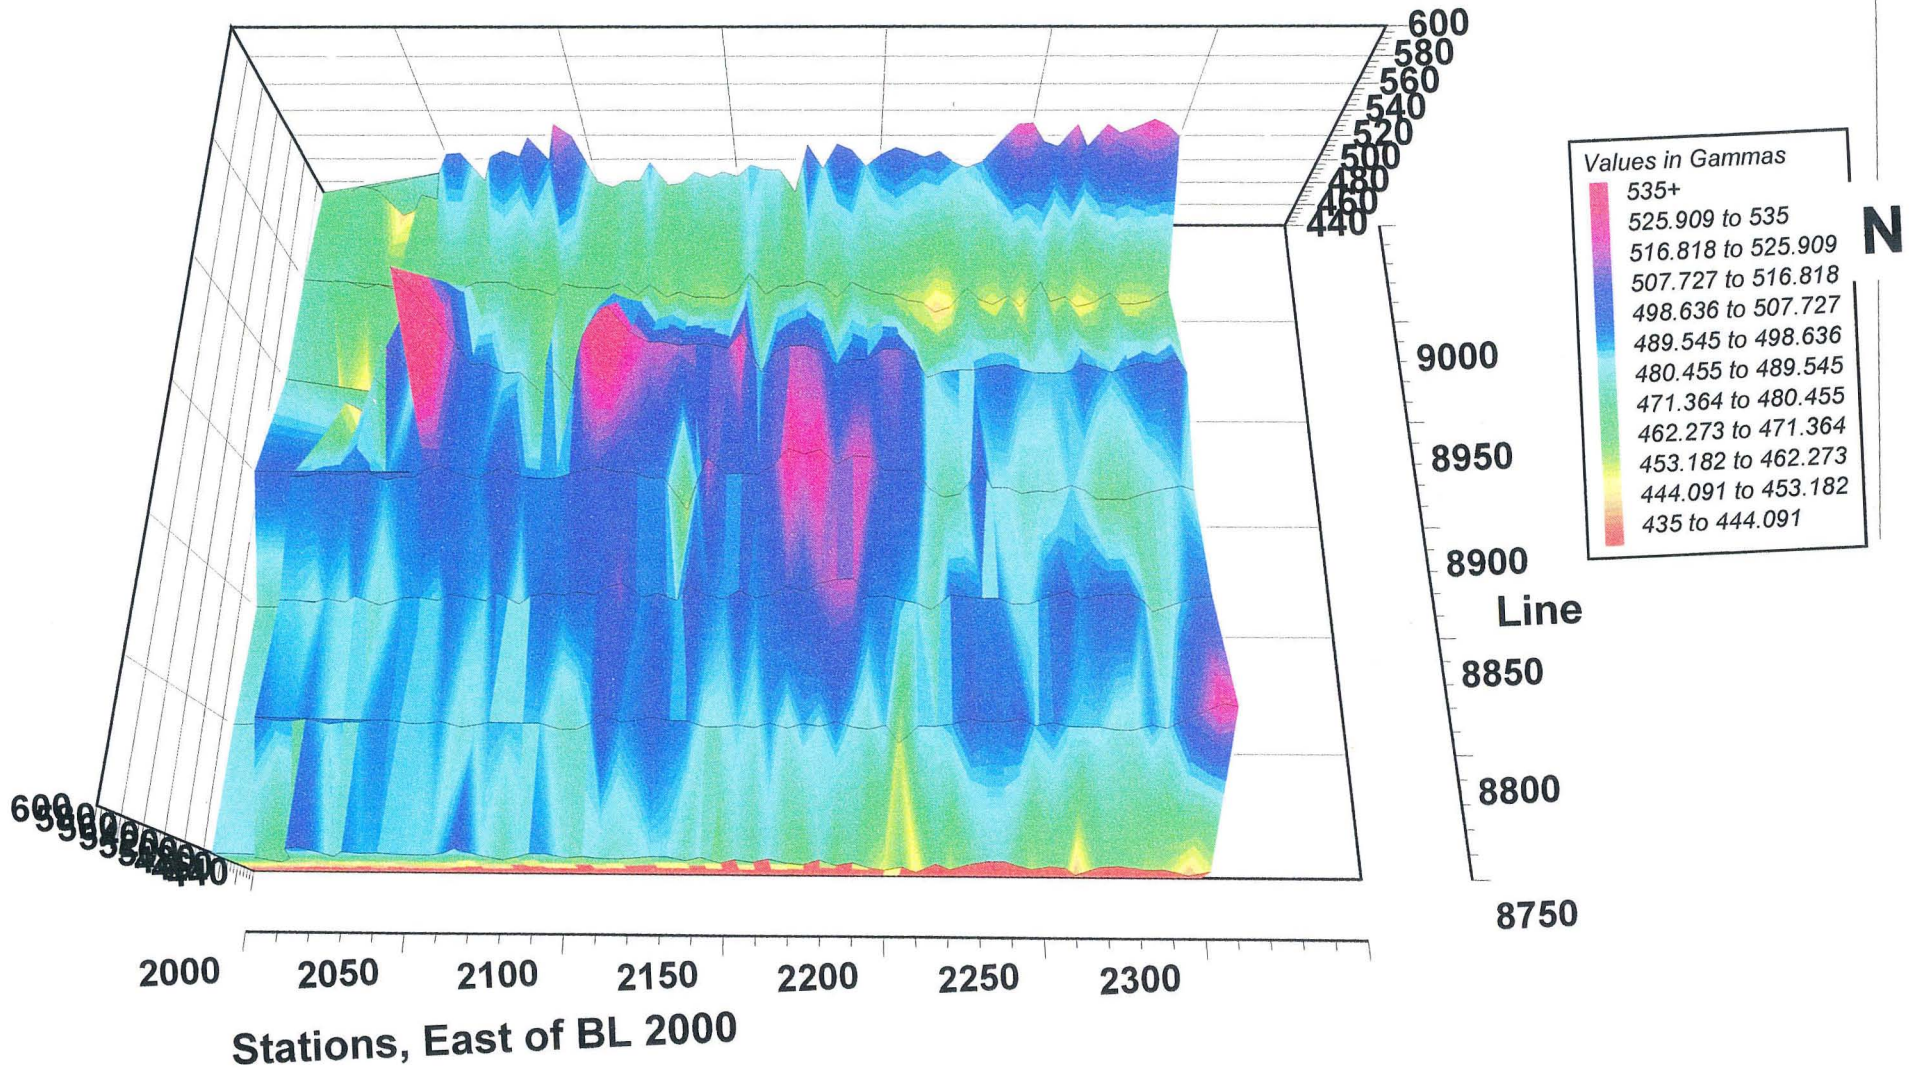 600
580
560
540
520
500
480
460
440
Values in Gammas
535+
525.909 to 535
516.818 to 525.909
507.727 to 516.818
498.636 to 507.727
489.545 to 498.636
480.455 to 489.545
471.364 to 480.455
462.273 to 471.364
453.182 to 462.273
444.091 to 453.182
435 to 444.091
N
9000
8950
8900
Line
8850
8800
8750
600
440
2000
2050
2100
2150
2200
2250
2300
Stations, East of BL 2000